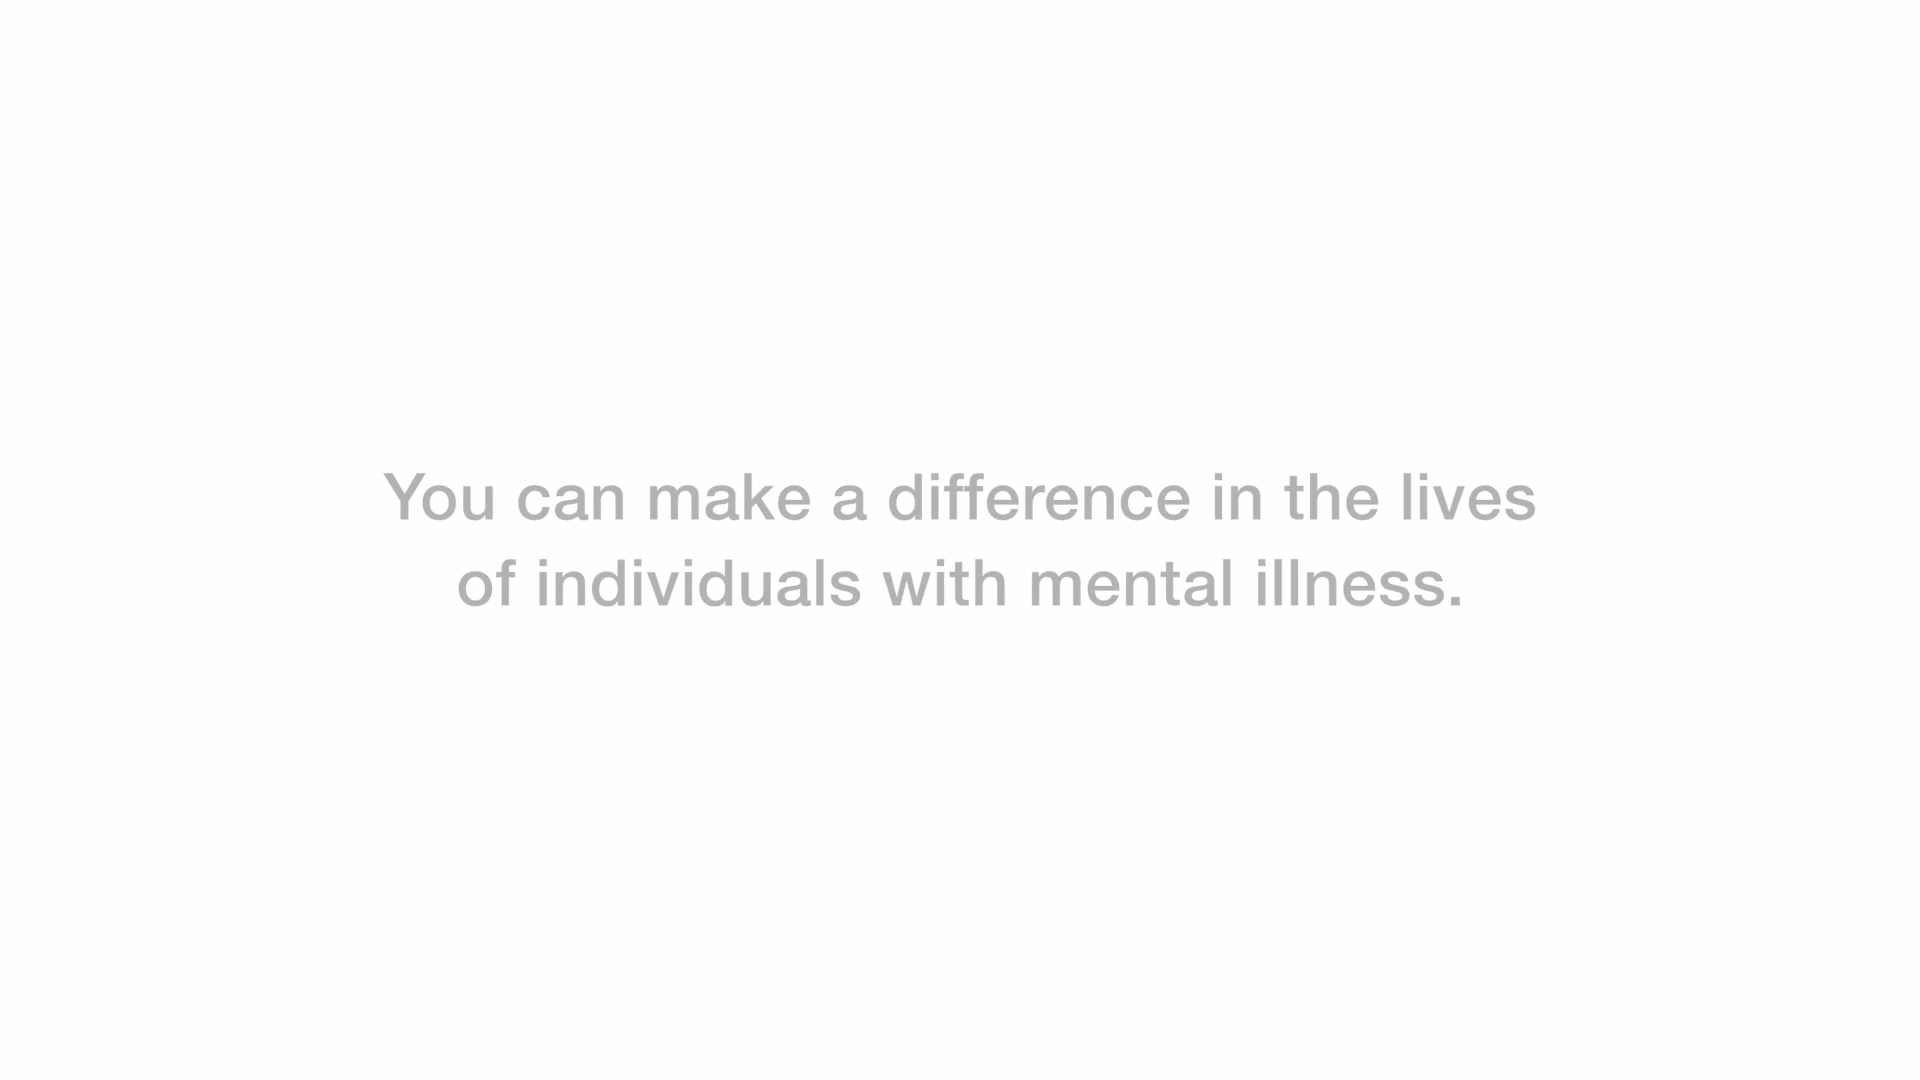 You can make a difference in the lives
of individuals with mental illness.